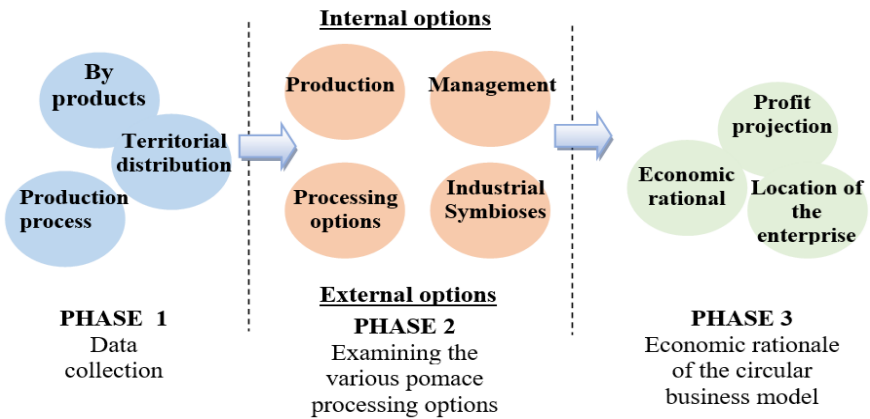 Internal options
By
products
Territorial
distribution
Production
process
Production
Management
Processing
options
Industrial
Symbioses
Profit
projection
Economic
rational
Location of
the
enterprise
External options
PHASE 1
Data
collection
PHASE 2
Examining the
various pomace
processing options
PHASE 3
Economic rationale
of the circular
business model